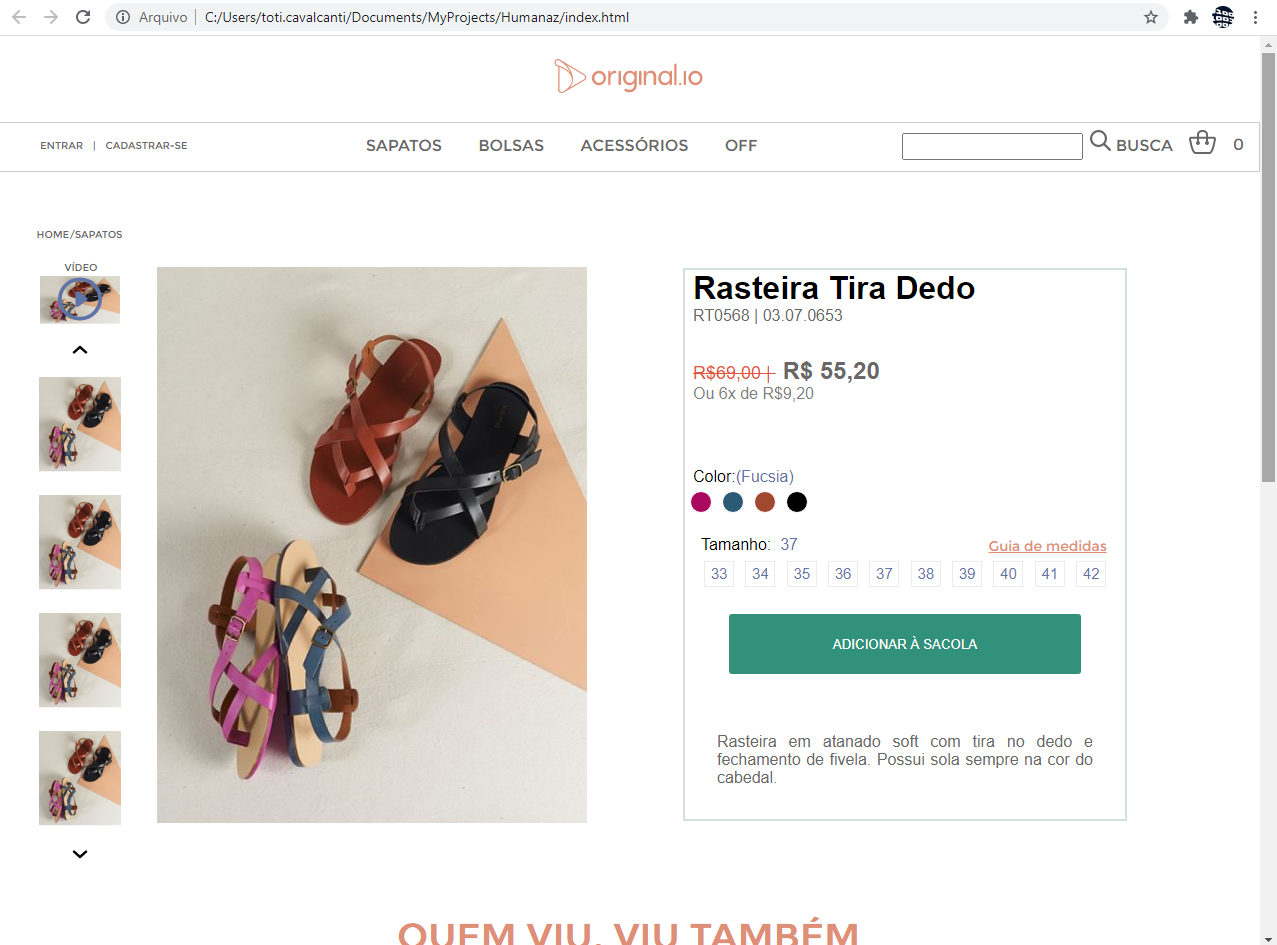 Arquivo | C:/Users/toti.cavalcanti/Documents/MyProjects/Humanaz/index.html
original.io
ENTRAR | CADASTRAR-SE SAPATOS BOLSAS ACESSÓRIOS OFF BUSCA 0
HOME/SAPATOS
VÍDEO
Rasteira Tira Dedo
RT0568 | 03.07.0653
R$69,00 | R$ 55,20
Ou 6x de R$9,20
Color:(Fucsia)
Tamanho: 37 Guia de medidas
33 34 35 36 37 38 39 40 41 42
ADICIONAR À SACOLA
Rasteira em atanado soft com tira no dedo e
fechamento de fivela. Possui sola sempre na cor do
cabedal.
QUEM VIU, VIU TAMBÉM